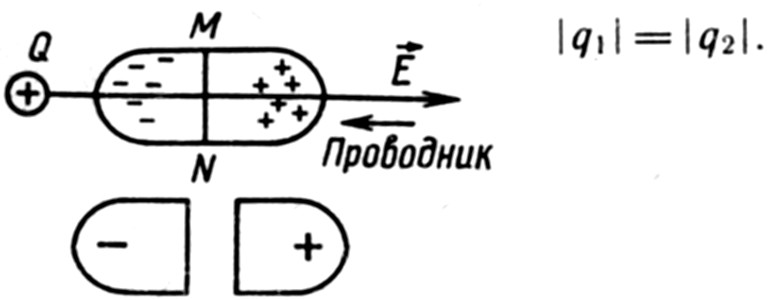 M
|q₁| = |q₂|.
Q
E⃗
+
N
Проводник
− +